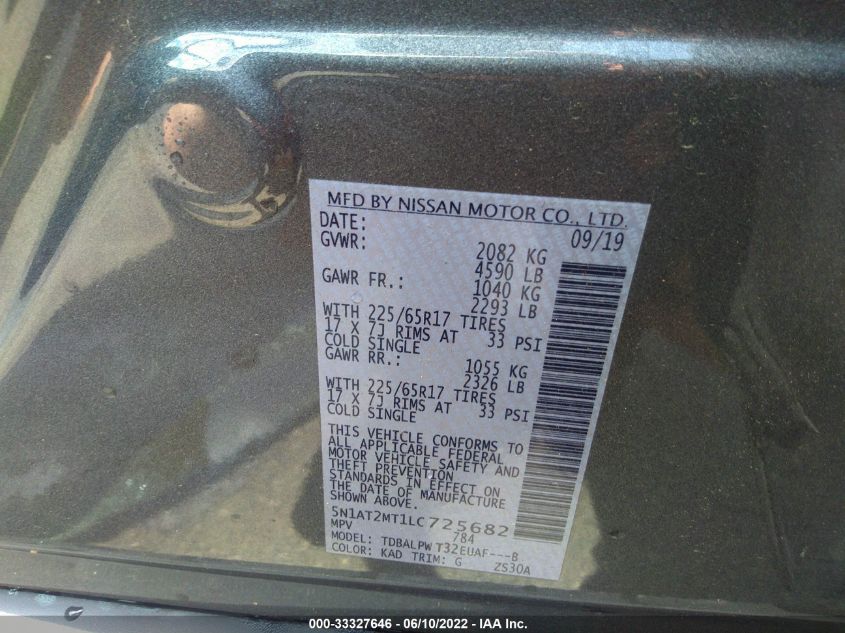 MFD BY NISSAN MOTOR CO., LTD.
DATE: 09/19
GVWR: 2082 KG
4590 LB
GAWR FR.: 1040 KG
2293 LB
WITH 225/65R17 TIRES
17 X 7J RIMS AT 33 PSI
COLD SINGLE
GAWR RR.: 1055 KG
2326 LB
WITH 225/65R17 TIRES
17 X 7J RIMS AT 33 PSI
COLD SINGLE
THIS VEHICLE CONFORMS TO
ALL APPLICABLE FEDERAL
MOTOR VEHICLE SAFETY AND
THEFT PREVENTION
STANDARDS IN EFFECT ON
THE DATE OF MANUFACTURE
SHOWN ABOVE.
5N1AT2MT1LC725682
MPV 784
MODEL: TDBALPW T32EUAF---B
COLOR: KAD TRIM: G ZS30A
000-33327646 - 06/10/2022 - IAA Inc.